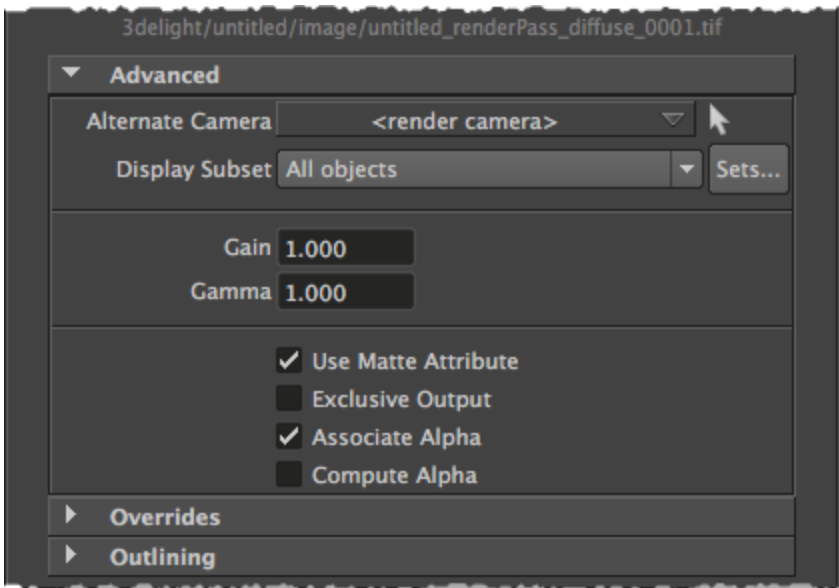 3delight/untitled/image/untitled_renderPass_diffuse_0001.tif
Advanced
Alternate Camera <render camera>
Display Subset All objects Sets...
Gain 1.000
Gamma 1.000
Use Matte Attribute
Exclusive Output
Associate Alpha
Compute Alpha
Overrides
Outlining